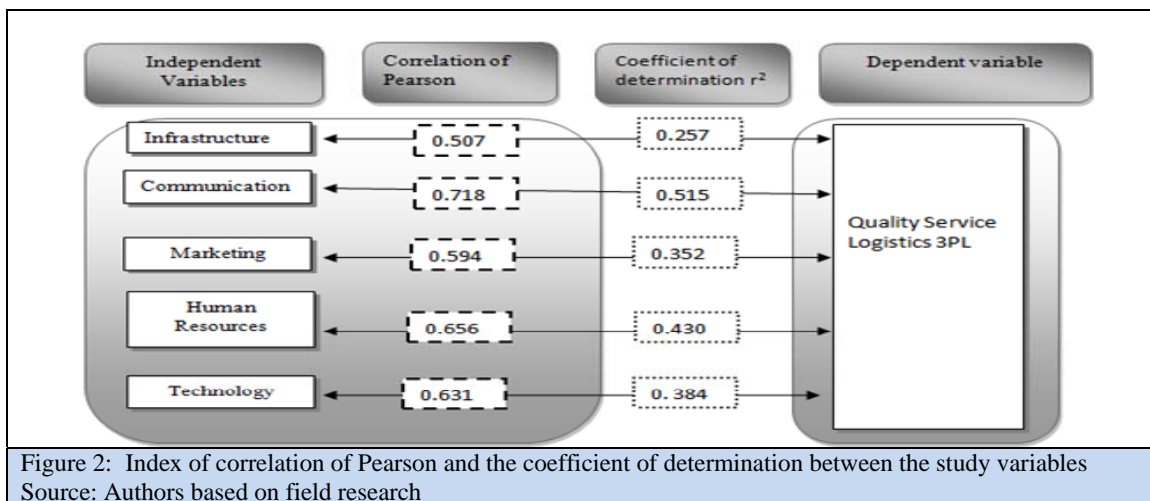 Independent
Variables
Correlation of
Pearson
Coefficient of
determination r²
Dependent variable
Infrastructure
0.507
0.257
Communication
0.718
0.515
Quality Service
Logistics 3PL
Marketing
0.594
0.352
Human
Resources
0.656
0.430
Technology
0.631
0.384
Figure 2: Index of correlation of Pearson and the coefficient of determination between the study variables
Source: Authors based on field research